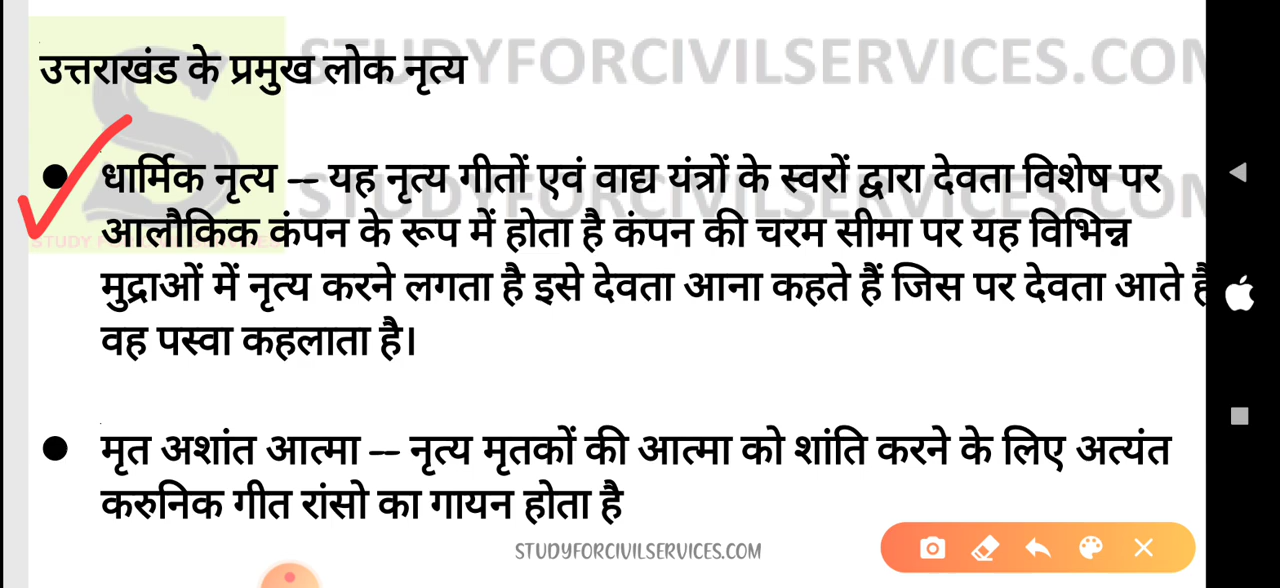 STUDYFORCIVILSERVICES.COM
उत्तराखंड के प्रमुख लोक नृत्य
● धार्मिक नृत्य -- यह नृत्य गीतों एवं वाद्य यंत्रों के स्वरों द्वारा देवता विशेष पर
आलौकिक कंपन के रूप में होता है कंपन की चरम सीमा पर यह विभिन्न
मुद्राओं में नृत्य करने लगता है इसे देवता आना कहते हैं जिस पर देवता आते है
वह पस्वा कहलाता है।
STUDYFORCIVILSERVICES.COM
● मृत अशांत आत्मा -- नृत्य मृतकों की आत्मा को शांति करने के लिए अत्यंत
करुनिक गीत रांसो का गायन होता है
STUDYFORCIVILSERVICES.COM